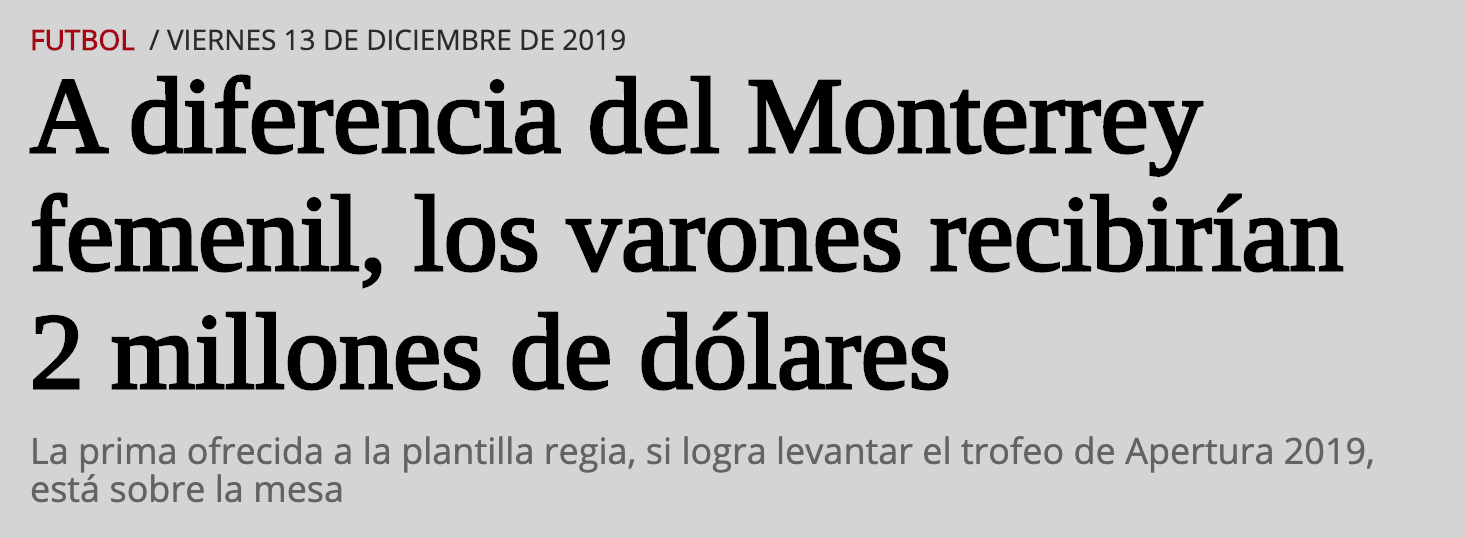 FUTBOL / VIERNES 13 DE DICIEMBRE DE 2019
A diferencia del Monterrey
femenil, los varones recibirían
2 millones de dólares
La prima ofrecida a la plantilla regia, si logra levantar el trofeo de Apertura 2019,
está sobre la mesa